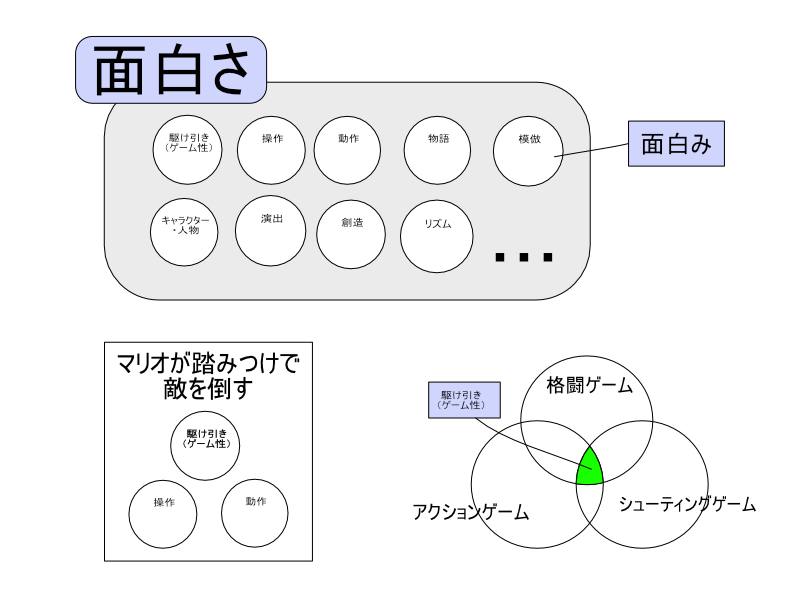 面白さ
駆け引き
(ゲーム性)
操作
動作
物語
模倣
面白み
キャラクター
・人物
演出
創造
リズム
...
マリオが踏みつけで
敵を倒す
駆け引き
(ゲーム性)
操作
動作
駆け引き
(ゲーム性)
格闘ゲーム
アクションゲーム
シューティングゲーム